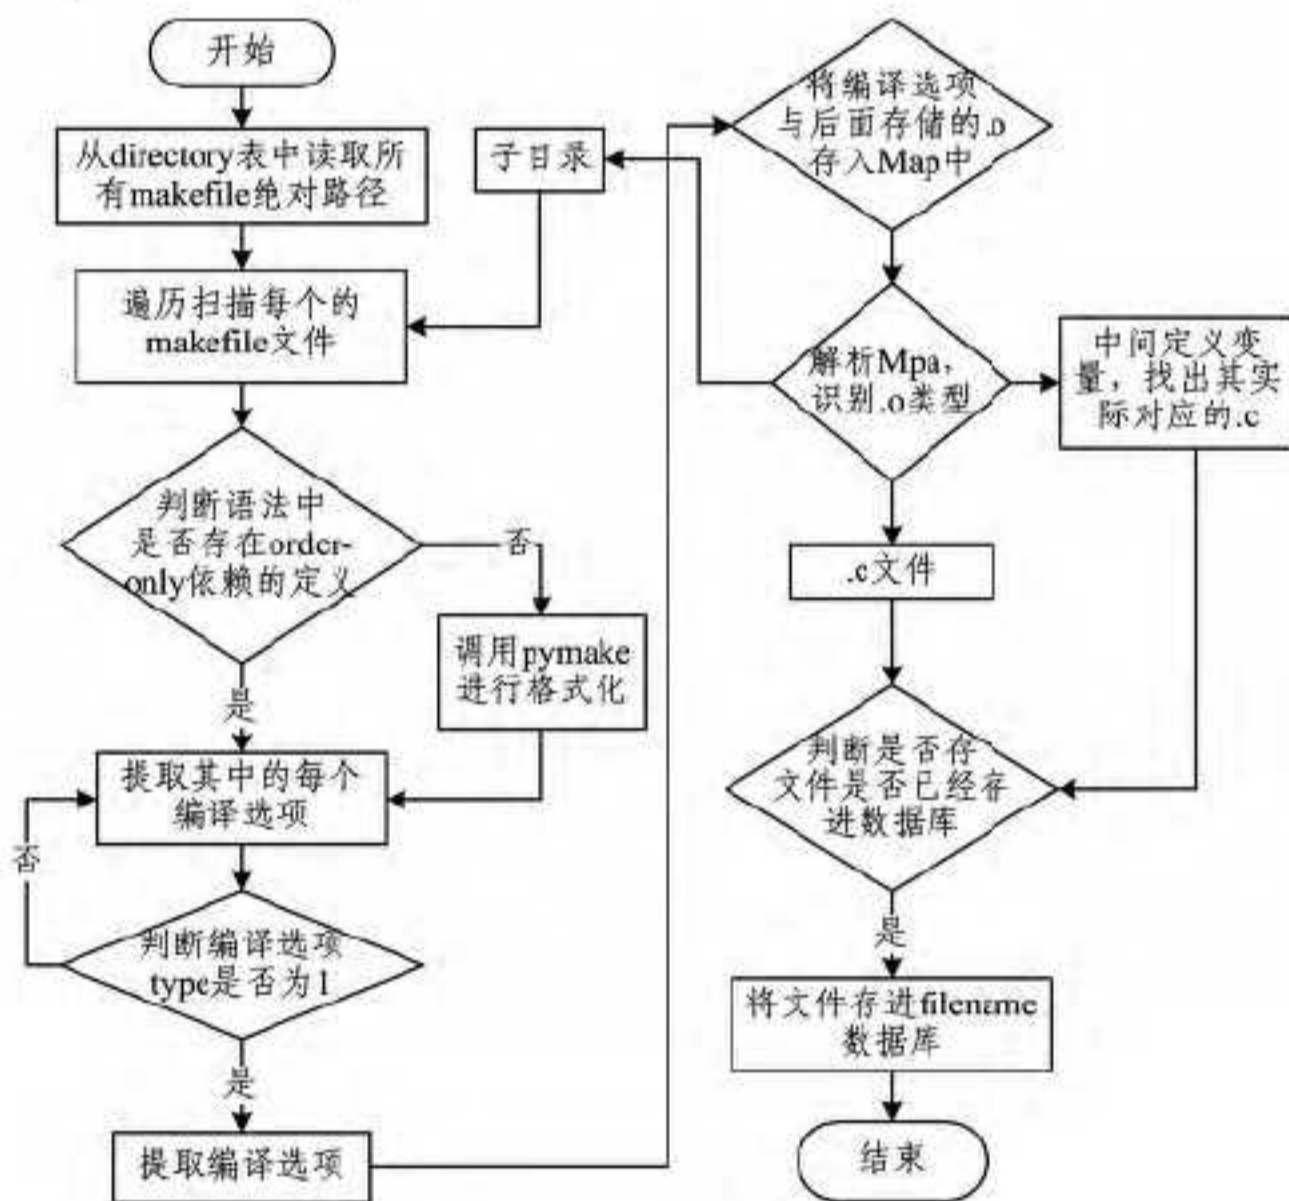 开始
从directory表中读取所
有makefile绝对路径
遍历扫描每个的
makefile文件
判断语法中
是否存在order-
only依赖的定义
否
调用pymake
进行格式化
是
提取其中的每个
编译选项
否
判断编译选项
type是否为1
是
提取编译选项
子目录
将编译选项
与后面存储的.o
存入Map中
解析Mpa，
识别.o类型
中间定义变
量，找出其实
际对应的.c
.c文件
判断是否存
文件是否已经存
进数据库
是
将文件存进filename
数据库
结束